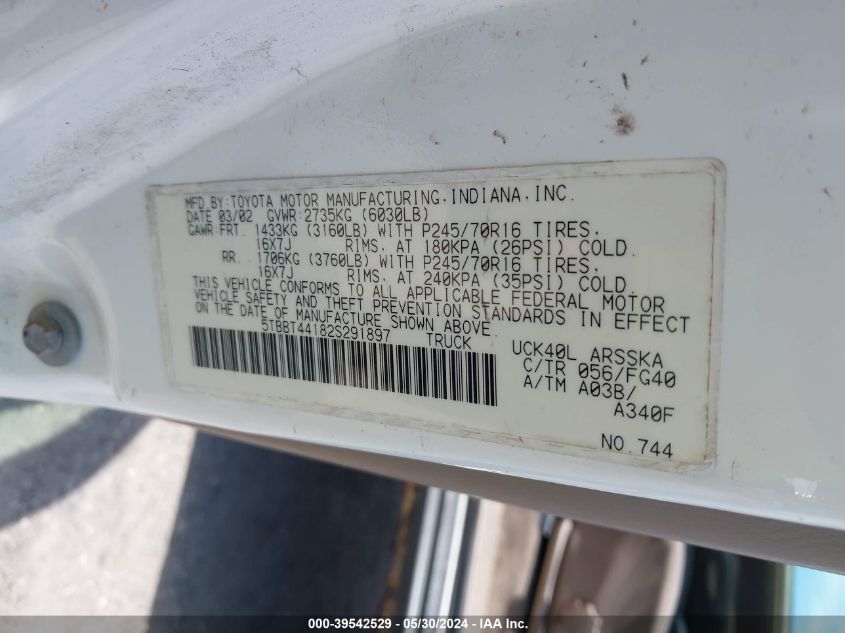 MFD.BY:TOYOTA MOTOR MANUFACTURING,INDIANA,INC.
DATE 03/02 GVWR:2735KG (6030LB)
GAWR:FRT. 1433KG (3160LB) WITH P245/70R16 TIRES.
16X7J RIMS. AT 180KPA (26PSI) COLD.
RR. 1706KG (3760LB) WITH P245/70R16 TIRES.
16X7J RIMS. AT 240KPA (35PSI) COLD.
THIS VEHICLE CONFORMS TO ALL APPLICABLE FEDERAL MOTOR
VEHICLE SAFETY AND THEFT PREVENTION STANDARDS IN EFFECT
ON THE DATE OF MANUFACTURE SHOWN ABOVE.
5TBBT44182S291897 TRUCK
UCK40L ARSSKA
C/TR 056/FG40
A/TM A03B/
A340F
NO.744
000-39542529 - 05/30/2024 - IAA Inc.